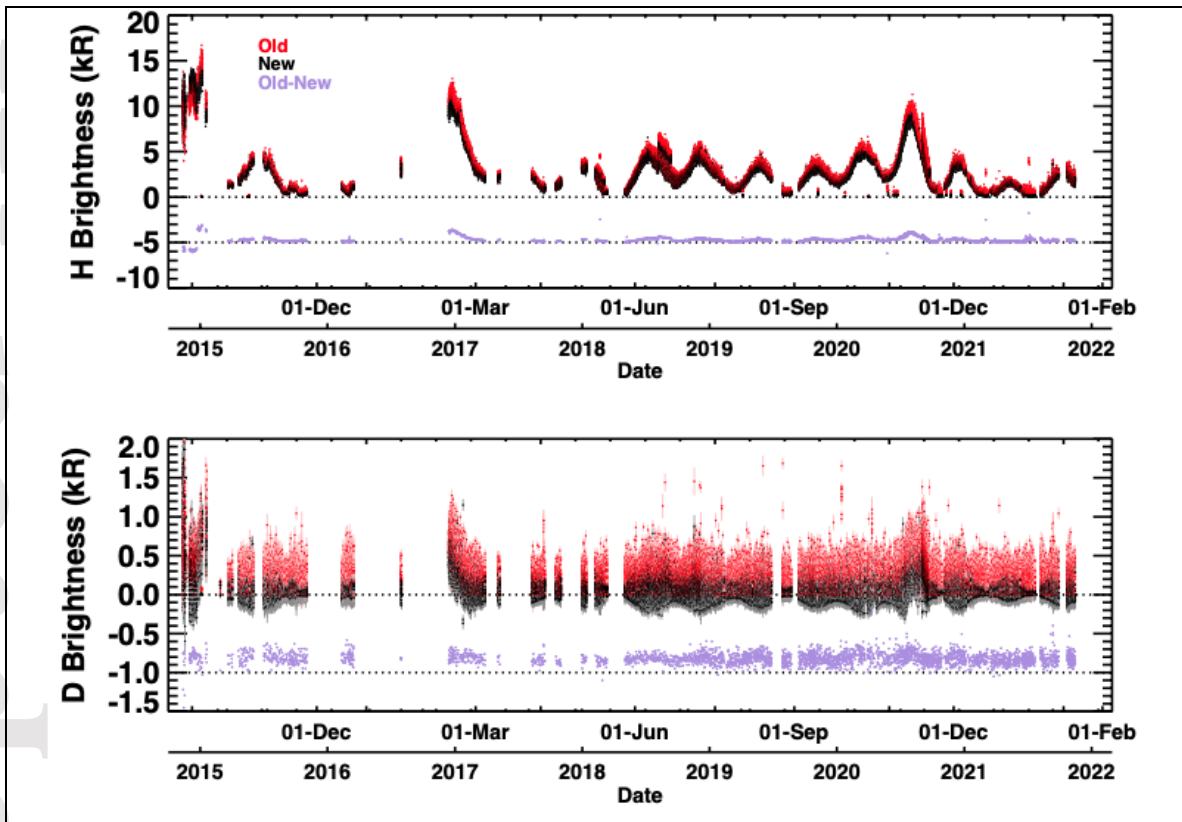 H Brightness (kR)
20
15
10
5
0
-5
-10
Old
New
Old-New
01-Dec 01-Mar 01-Jun 01-Sep 01-Dec 01-Feb
2015 2016 2017 2018 2019 2020 2021 2022
Date
D Brightness (kR)
2.0
1.5
1.0
0.5
0.0
-0.5
-1.0
-1.5
01-Dec 01-Mar 01-Jun 01-Sep 01-Dec 01-Feb
2015 2016 2017 2018 2019 2020 2021 2022
Date